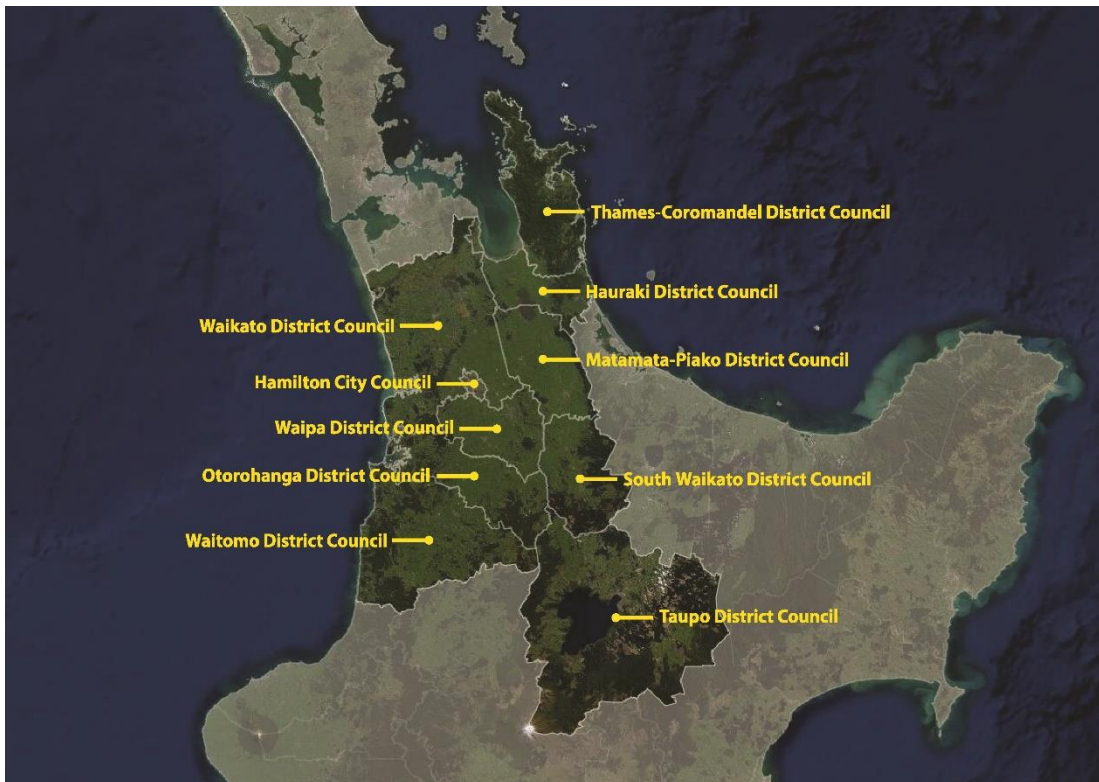 Thames-Coromandel District Council
Hauraki District Council
Waikato District Council
Matamata-Piako District Council
Hamilton City Council
Waipa District Council
Otorohanga District Council
South Waikato District Council
Waitomo District Council
Taupo District Council